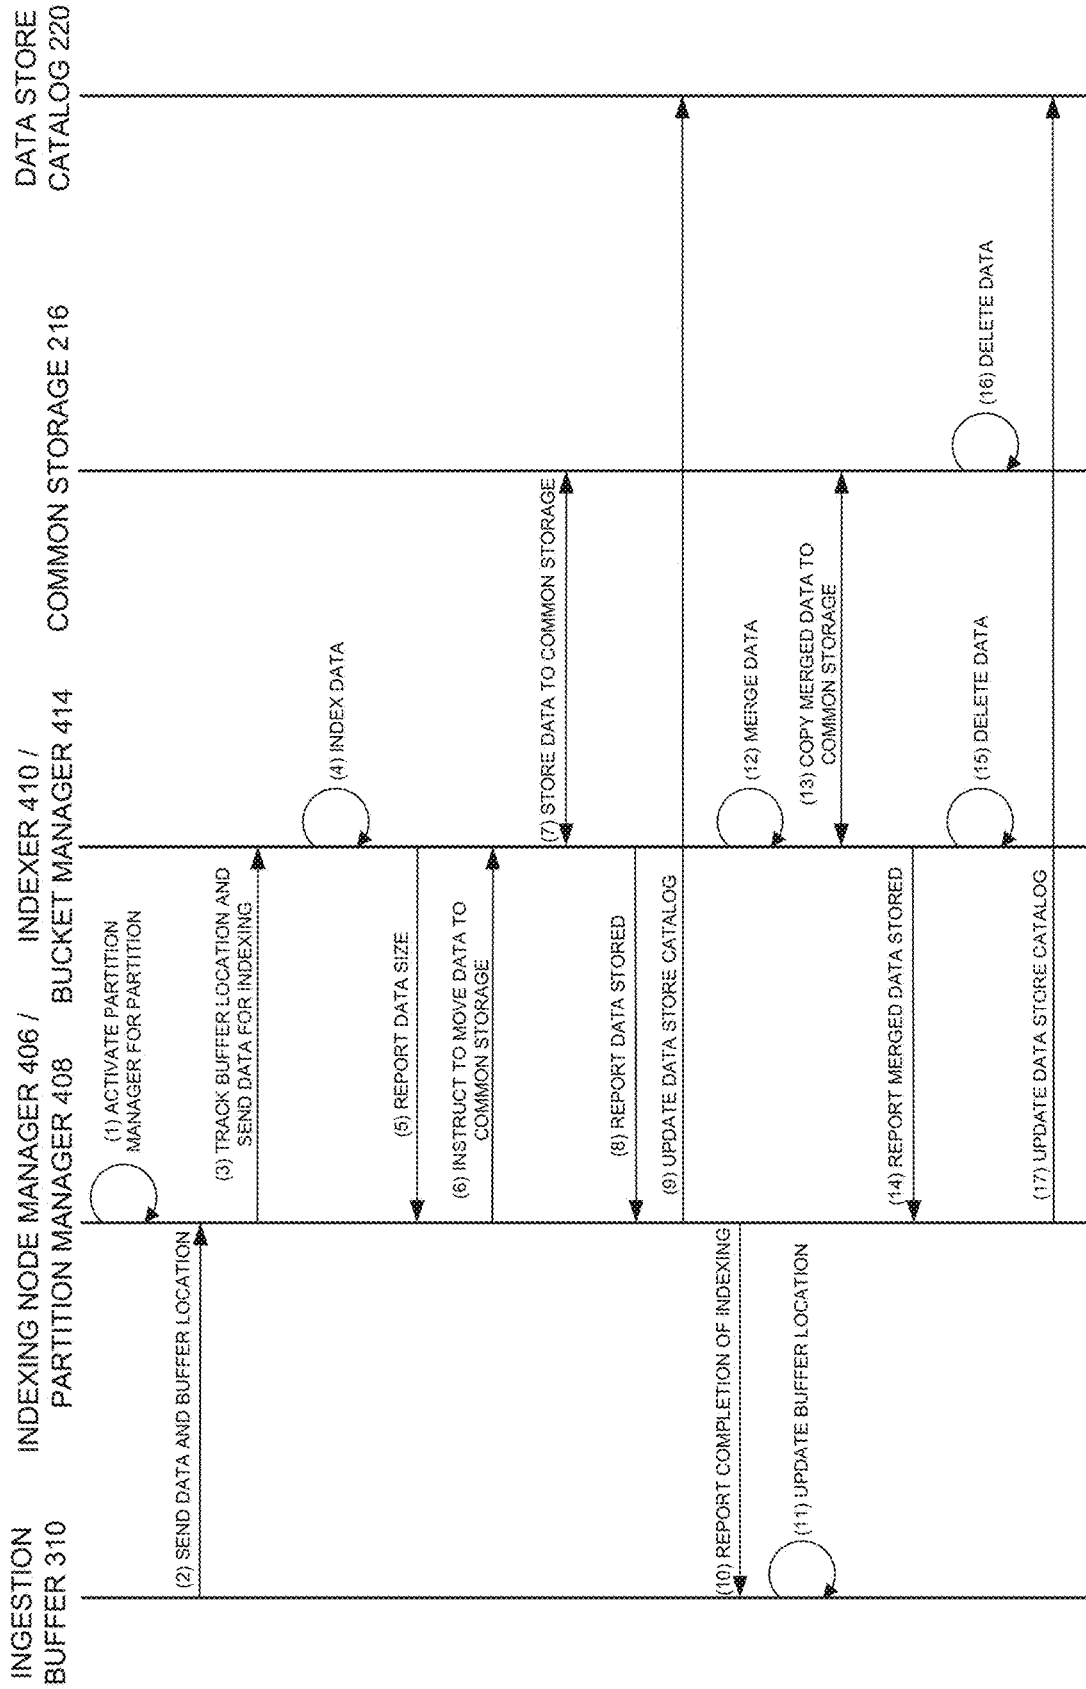 INGESTION
BUFFER 310
INDEXING NODE MANAGER 406 /
PARTITION MANAGER 408
INDEXER 410 /
BUCKET MANAGER 414
COMMON STORAGE 216
DATA STORE
CATALOG 220
(1) ACTIVATE PARTITION
MANAGER FOR PARTITION
(2) SEND DATA AND BUFFER LOCATION
(3) TRACK BUFFER LOCATION AND
SEND DATA FOR INDEXING
(4) INDEX DATA
(5) REPORT DATA SIZE
(6) INSTRUCT TO MOVE DATA TO
COMMON STORAGE
(7) STORE DATA TO COMMON STORAGE
(8) REPORT DATA STORED
(9) UPDATE DATA STORE CATALOG
(10) REPORT COMPLETION OF INDEXING
(11) UPDATE BUFFER LOCATION
(12) MERGE DATA
(13) COPY MERGED DATA TO
COMMON STORAGE
(14) REPORT MERGED DATA STORED
(15) DELETE DATA
(16) DELETE DATA
(17) UPDATE DATA STORE CATALOG